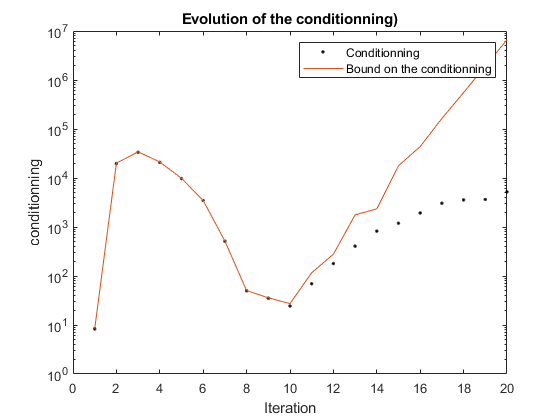 Evolution of the conditionning)
10^7
10^6
10^5
10^4
10^3
10^2
10^1
10^0
conditionning
Conditionning
Bound on the conditionning
0 2 4 6 8 10 12 14 16 18 20
Iteration